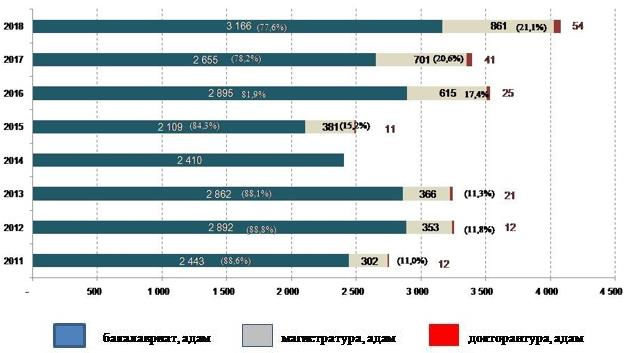 2018 3 166 (77,6%) 861 (21,1%) 54
2017 2 655 (78,2%) 701 (20,6%) 41
2016 2 895 81,9% 615 17,4% 25
2015 2 109 (84,3%) 381 (15,2%) 11
2014 2 410
2013 2 862 (88,1%) 366 (11,3%) 21
2012 2 892 (88,8%) 353 (11,8%) 12
2011 2 443 (88,6%) 302 (11,0%) 12
- 500 1 000 1 500 2 000 2 500 3 000 3 500 4 000 4 500
бакалавриат, адам магистратура, адам докторантура, адам